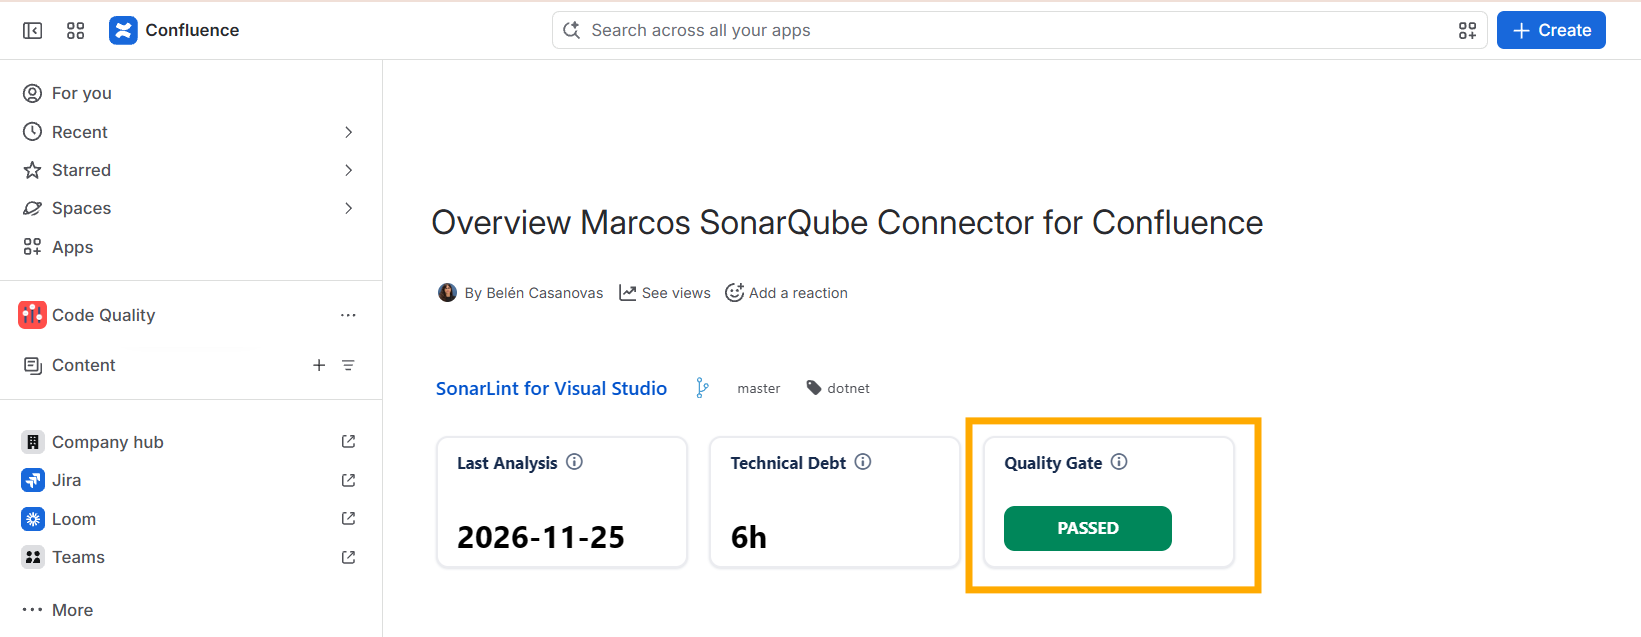 Confluence
Search across all your apps
Create
For you
Recent
Starred
Spaces
Apps
Code Quality
Content
Company hub
Jira
Loom
Teams
More
Overview Marcos SonarQube Connector for Confluence
By Belén Casanovas See views Add a reaction
SonarLint for Visual Studio master dotnet
Last Analysis
2026-11-25
Technical Debt
6h
Quality Gate
PASSED